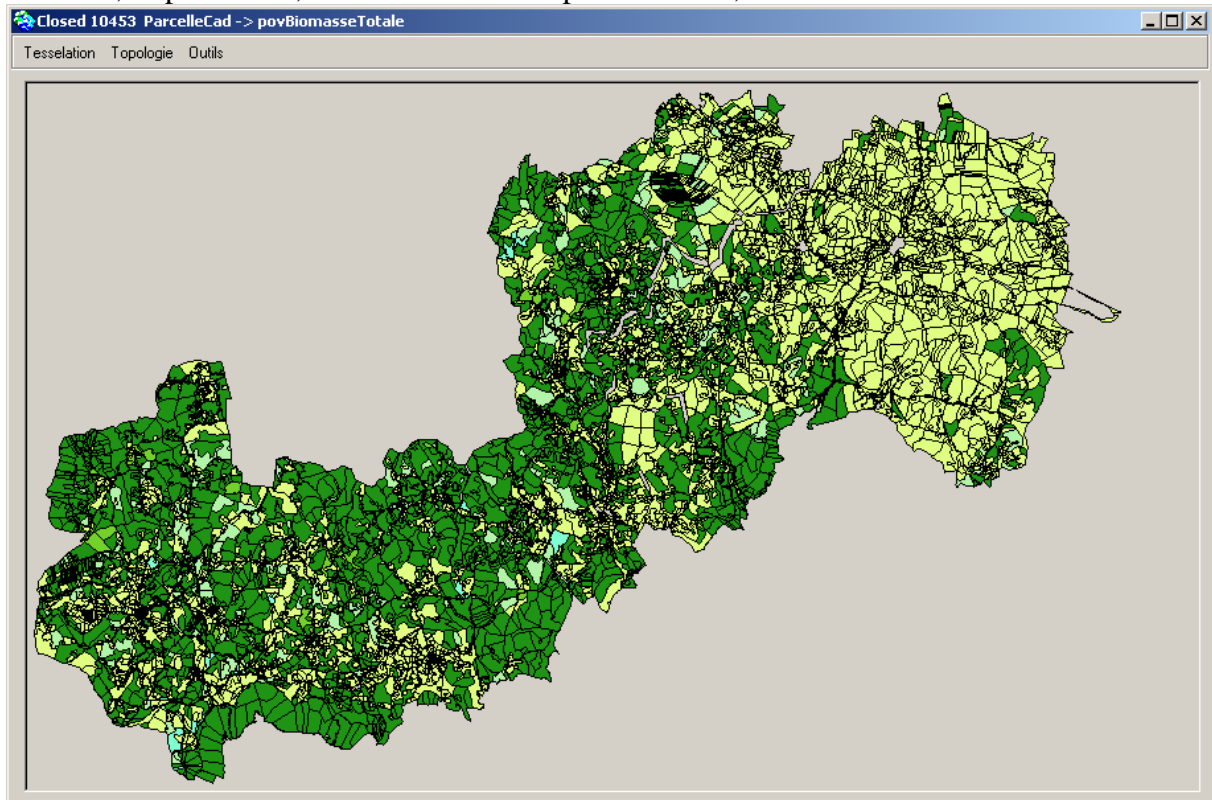 Closed 10453 ParcelleCad -> povBiomasseTotale
Tesselation Topologie Outils